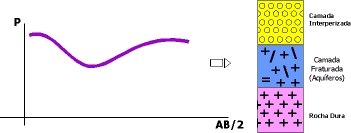 P
AB/2
Camada
Interperizada
Camada
Fraturada
(Aquíferos)
Rocha Dura